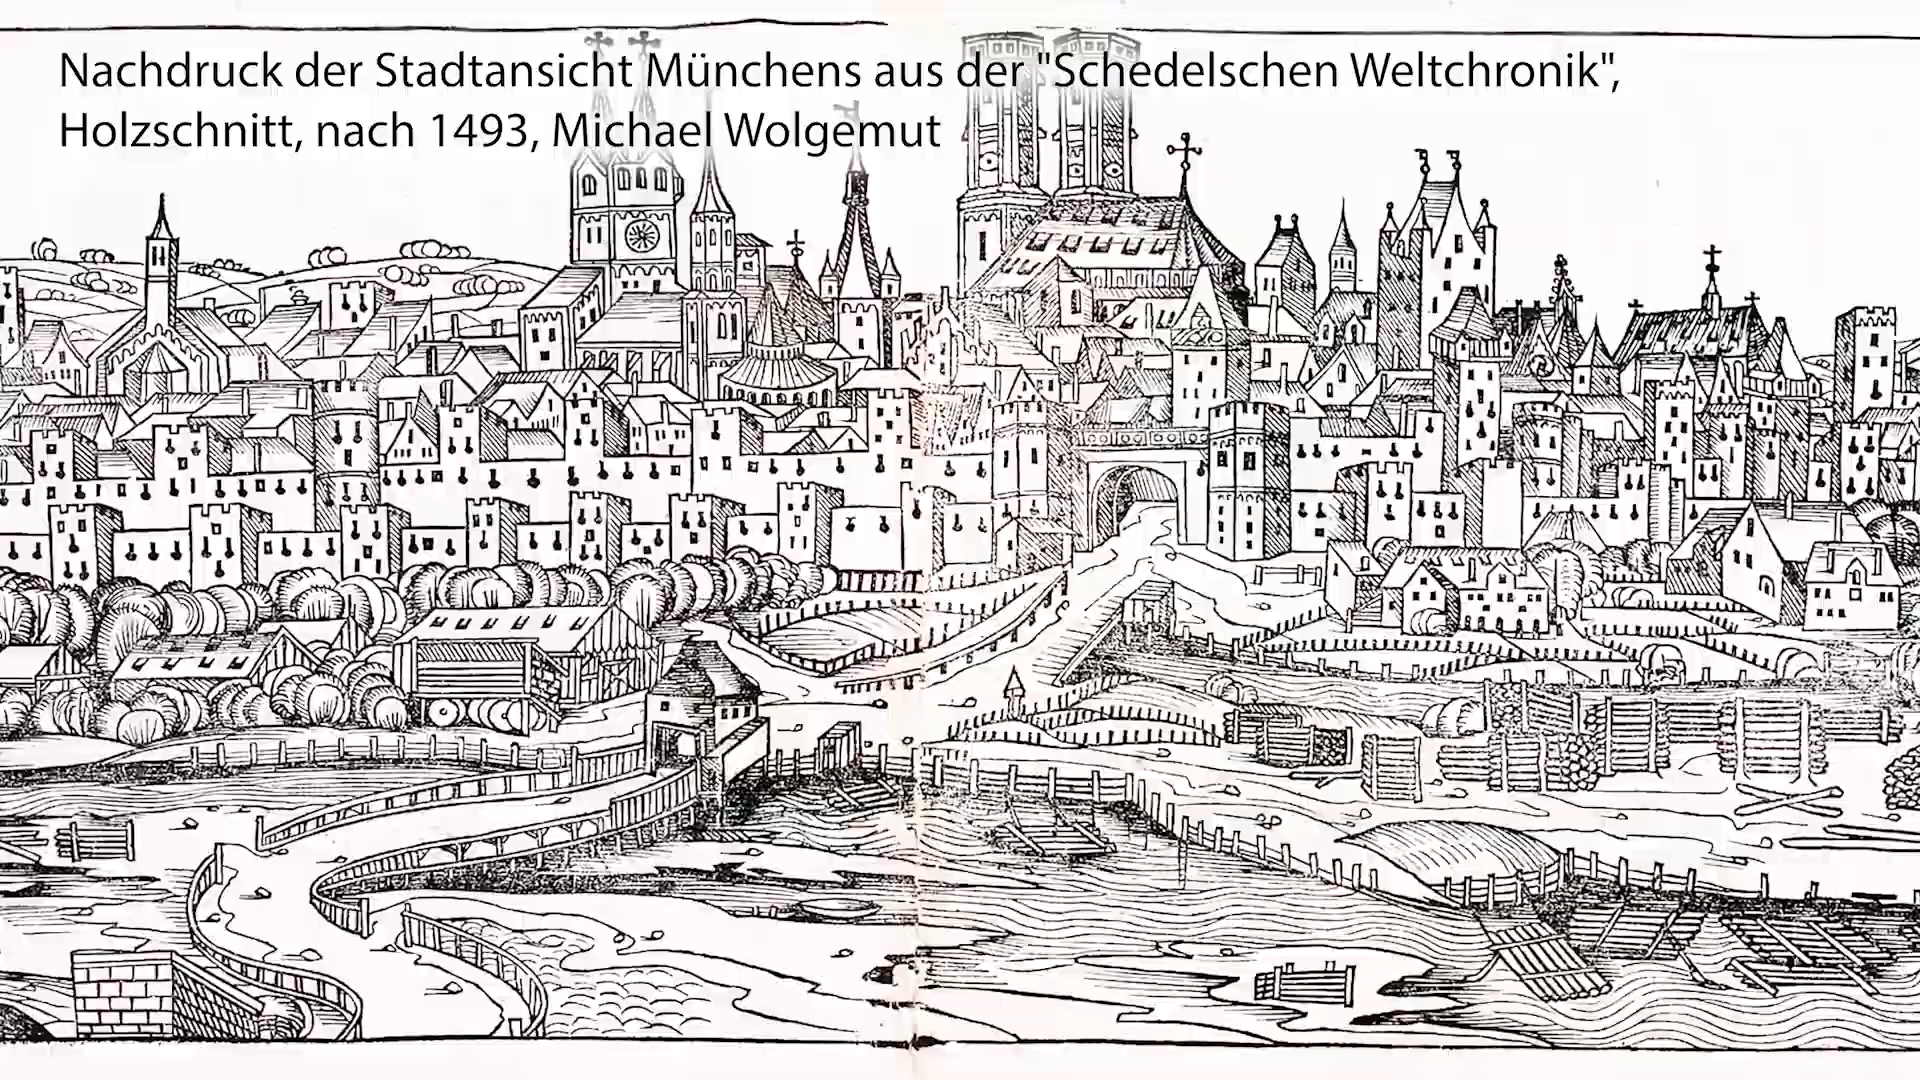 Nachdruck der Stadtansicht Münchens aus der "Schedelschen Weltchronik",
Holzschnitt, nach 1493, Michael Wolgemut